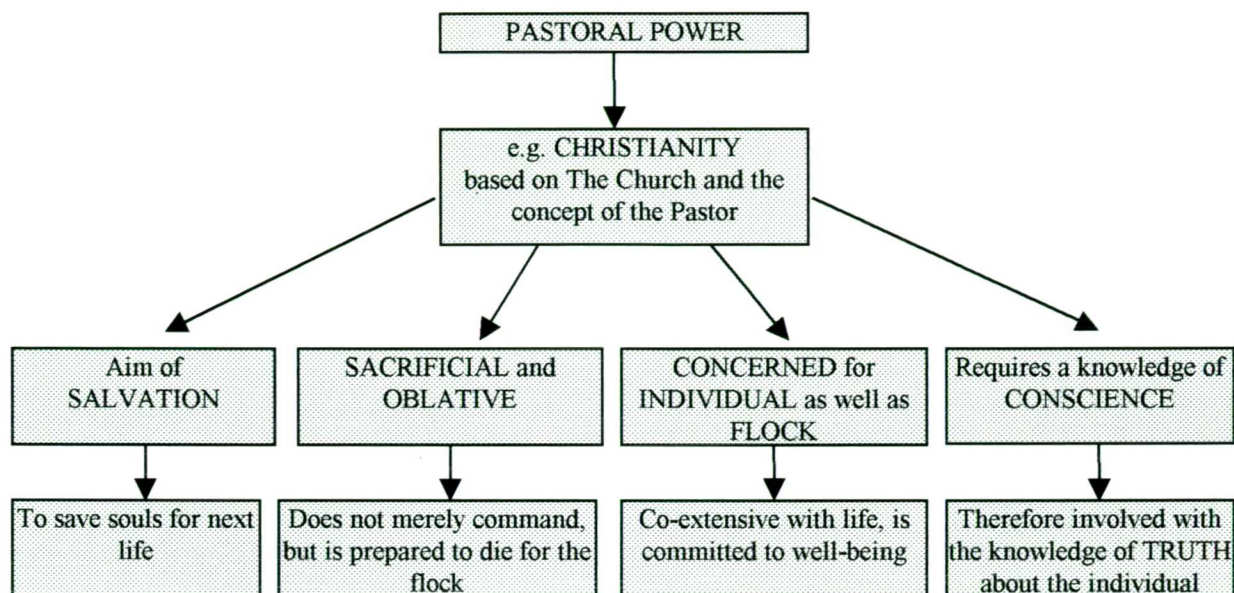 PASTORAL POWER
e.g. CHRISTIANITY
based on The Church and the
concept of the Pastor
Aim of
SALVATION
SACRIFICIAL and
OBLATIVE
CONCERNED for
INDIVIDUAL as well as
FLOCK
Requires a knowledge of
CONSCIENCE
To save souls for next
life
Does not merely command,
but is prepared to die for the
flock
Co-extensive with life, is
committed to well-being
Therefore involved with
the knowledge of TRUTH
about the individual